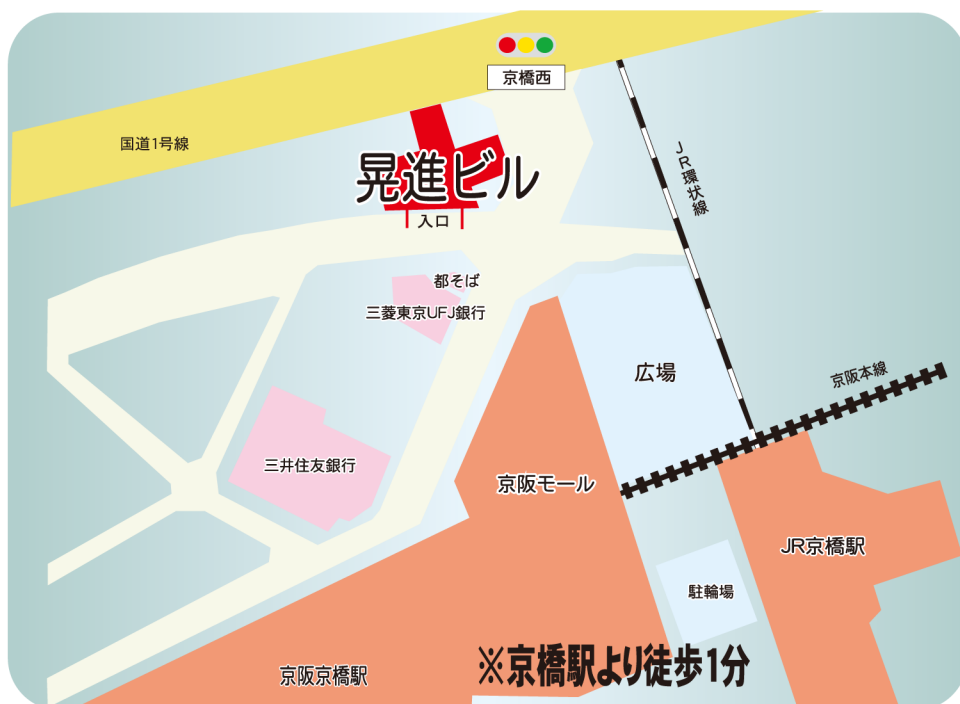 京橋西
国道1号線
JR環状線
晃進ビル
入口
都そば
三菱東京UFJ銀行
広場
京阪本線
三井住友銀行
京阪モール
JR京橋駅
駐輪場
京阪京橋駅
※京橋駅より徒歩1分